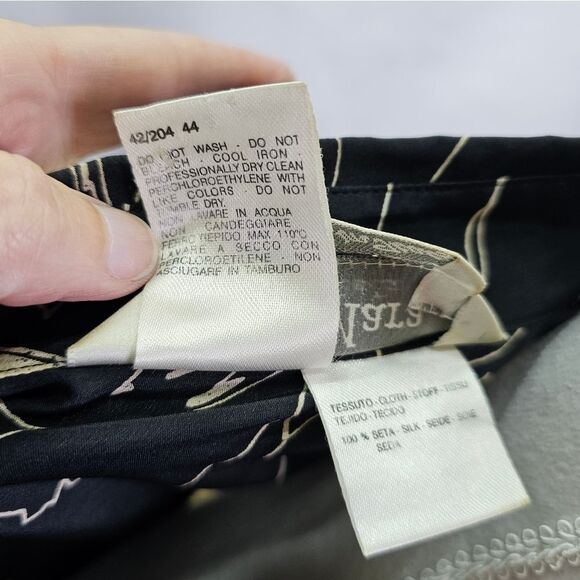 42/204 44
DO NOT WASH - DO NOT
BLEACH - COOL IRON -
PROFESSIONALLY DRY CLEAN
PERCHLOROETHYLENE WITH
LIKE COLORS - DO NOT
TUMBLE DRY.
LAVARE IN ACQUA
NON CANDEGGIARE
FERRO TEPIDO MAX 110°C
LAVARE A SECCO CON
PERCLOROETILENE - NON
ASCIUGARE IN TAMBURO
TESSUTO-CLOTH-STOFF-TISSU
TEJIDO-TECIDO
100 % SETA - SILK - SEIDE - SOIE
SEDA